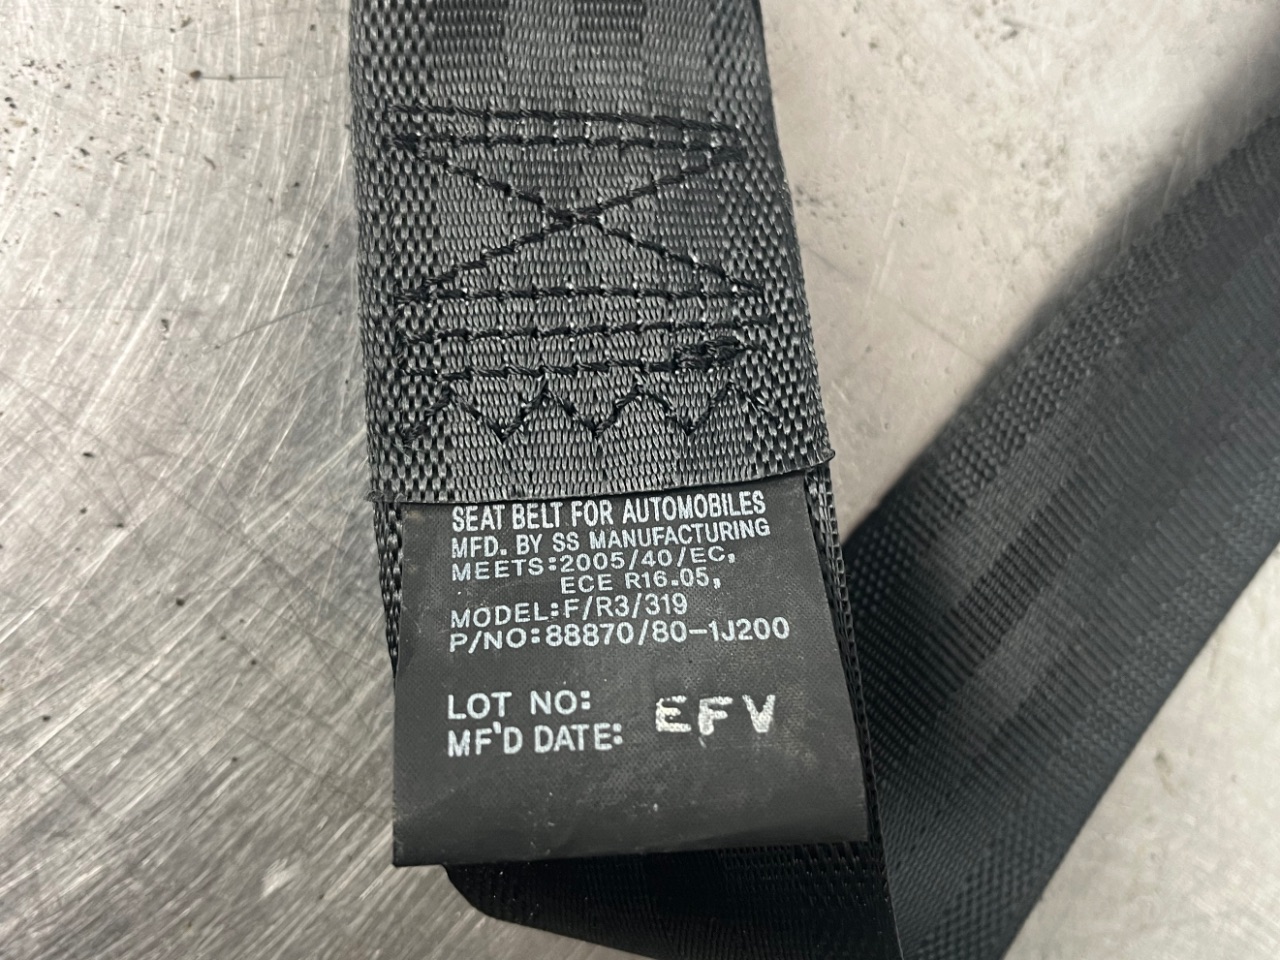 SEAT BELT FOR AUTOMOBILES
MFD. BY SS MANUFACTURING
MEETS:2005/40/EC,
ECE R16.05,
MODEL:F/R3/319
P/NO:88870/80-1J200
LOT NO:
MF'D DATE: EFV